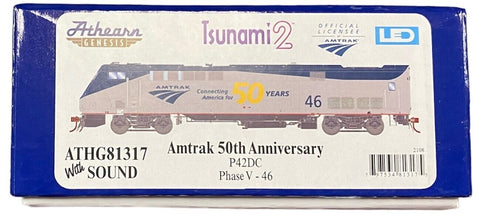 Athearn
GENESIS
Tsunami2
OFFICIAL
LICENSEE
AMTRAK
LED
AMTRAK
Connecting
America for
50 YEARS
46
ATHG81317
With SOUND
Amtrak 50th Anniversary
P42DC
Phase V - 46
2108